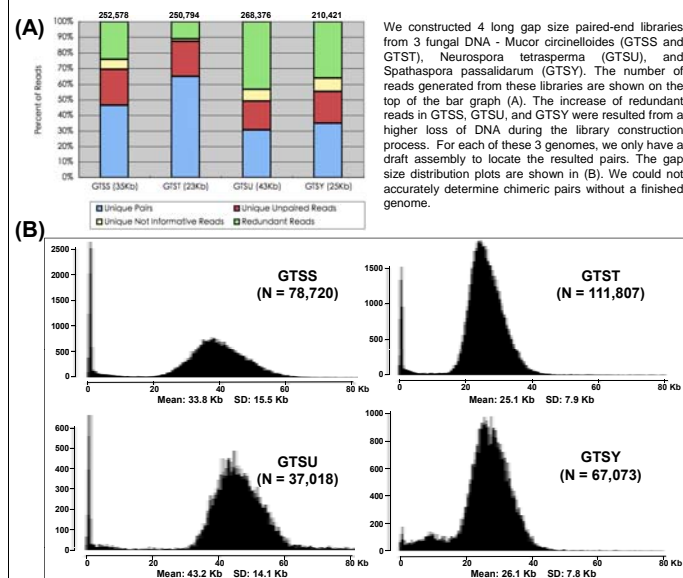 (A)
252,578 250,794 268,376 210,421
Percent of Reads
100%
90%
80%
70%
60%
50%
40%
30%
20%
10%
0%
GTSS (35Kb) GTST (23Kb) GTSU (43Kb) GTSY (25Kb)
Unique Pairs Unique Unpaired Reads
Unique Not Informative Reads Redundant Reads
We constructed 4 long gap size paired-end libraries
from 3 fungal DNA - Mucor circinelloides (GTSS and
GTST), Neurospora tetrasperma (GTSU), and
Spathaspora passalidarum (GTSY). The number of
reads generated from these libraries are shown on the
top of the bar graph (A). The increase of redundant
reads in GTSS, GTSU, and GTSY were resulted from a
higher loss of DNA during the library construction
process. For each of these 3 genomes, we only have a
draft assembly to locate the resulted pairs. The gap
size distribution plots are shown in (B). We could not
accurately determine chimeric pairs without a finished
genome.
(B)
GTSS
(N = 78,720)
2500
2000
1500
1000
500
0
0 20 40 60 80 Kb
Mean: 33.8 Kb SD: 15.5 Kb
GTST
(N = 111,807)
1500
1000
500
0
0 20 40 60 80 Kb
Mean: 25.1 Kb SD: 7.9 Kb
GTSU
(N = 37,018)
600
500
400
300
200
100
0
0 20 40 60 80 Kb
Mean: 43.2 Kb SD: 14.1 Kb
GTSY
(N = 67,073)
1000
800
600
400
200
0
0 20 40 60 80 Kb
Mean: 26.1 Kb SD: 7.8 Kb